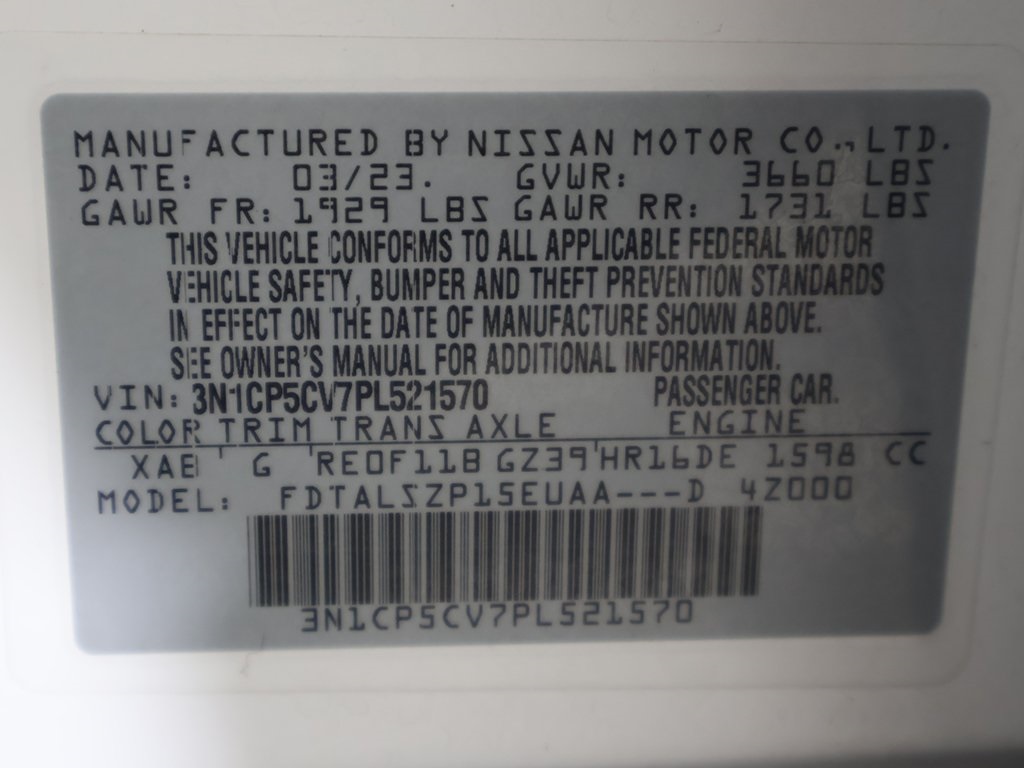 MANUFACTURED BY NISSAN MOTOR CO., LTD.
DATE: 03/23. GVWR: 3660 LBS
GAWR FR: 1929 LBS GAWR RR: 1731 LBS
THIS VEHICLE CONFORMS TO ALL APPLICABLE FEDERAL MOTOR
VEHICLE SAFETY, BUMPER AND THEFT PREVENTION STANDARDS
IN EFFECT ON THE DATE OF MANUFACTURE SHOWN ABOVE.
SEE OWNER'S MANUAL FOR ADDITIONAL INFORMATION.
VIN: 3N1CP5CV7PL521570 PASSENGER CAR.
COLOR TRIM TRANS AXLE ENGINE
XAB ' G 'RE0F11B GZ39'HR16DE 1598 CC
MODEL: FDTALSZP15EUAA---D 4Z000
3N1CP5CV7PL521570